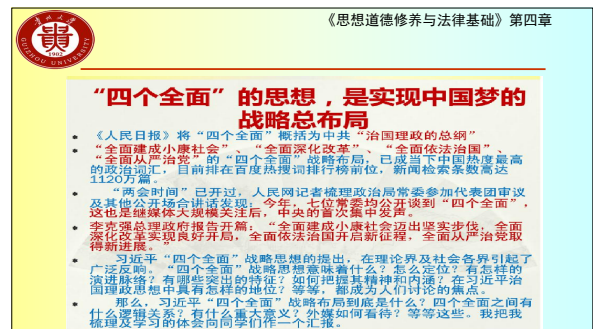 《思想道德修养与法律基础》第四章
贵州大学
贵
GUIZHOU UNIVERSITY
1902
“四个全面”的思想，是实现中国梦的
战略总布局
• 《人民日报》将“四个全面”概括为中共“治国理政的总纲”
• “全面建成小康社会”、“全面深化改革”、“全面依法治国”、
“全面从严治党”的“四个全面”战略布局，已成当下中国热度最高
的政治词汇，目前排在百度热搜词排行榜前位，新闻检索条数高达
1120万篇。
• “两会时间”已开过，人民网记者梳理政治局常委参加代表团审议
及其他公开场合讲话发现：今年，七位常委均公开谈到“四个全面”，
这也是继媒体大规模关注后，中央的首次集中发声。
• 李克强总理政府报告开篇：“全面建成小康社会迈出坚实步伐，全面
深化改革实现良好开局，全面依法治国开启新征程，全面从严治党取
得新进展。”
• 习近平“四个全面”战略思想的提出，在理论界及社会各界引起了
广泛反响。“四个全面”战略思想意味着什么？怎么定位？有怎样的
演进脉络？有哪些突出的特征？如何把握其精神和内涵？在习近平治
国理政思想中具有怎样的地位？等等，都成为人们讨论的焦点。
• 那么，习近平“四个全面”战略布局到底是什么？四个全面之间有
什么逻辑关系？有什么重大意义？外媒如何看待？等等这些。我把我
梳理及学习的体会向同学们作一个汇报。